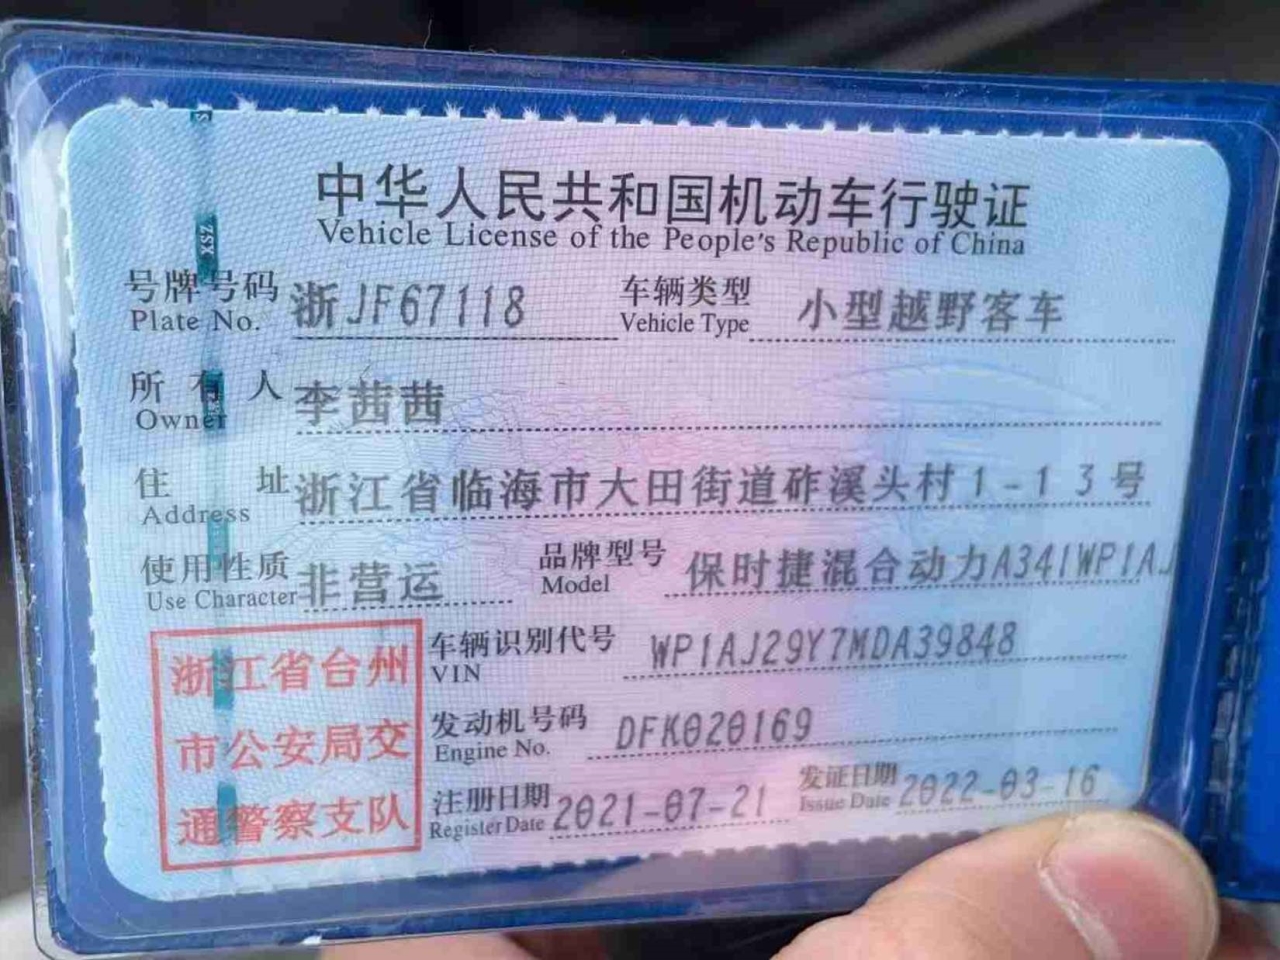 中华人民共和国机动车行驶证
Vehicle License of the People's Republic of China
号牌号码 浙JF67118 车辆类型 小型越野客车
Plate No. Vehicle Type
所有人 李茜茜
Owner
住址 浙江省临海市大田街道砟溪头村1-13号
Address
使用性质 非营运 品牌型号 保时捷混合动力A341WP1AJ
Use Character Model
车辆识别代号 WP1AJ29Y7MDA39848
VIN
发动机号码 DFK020169
Engine No.
注册日期 2021-07-21 发证日期 2022-03-16
Register Date Issue Date
浙江省台州
市公安局交
通警察支队
XSZ